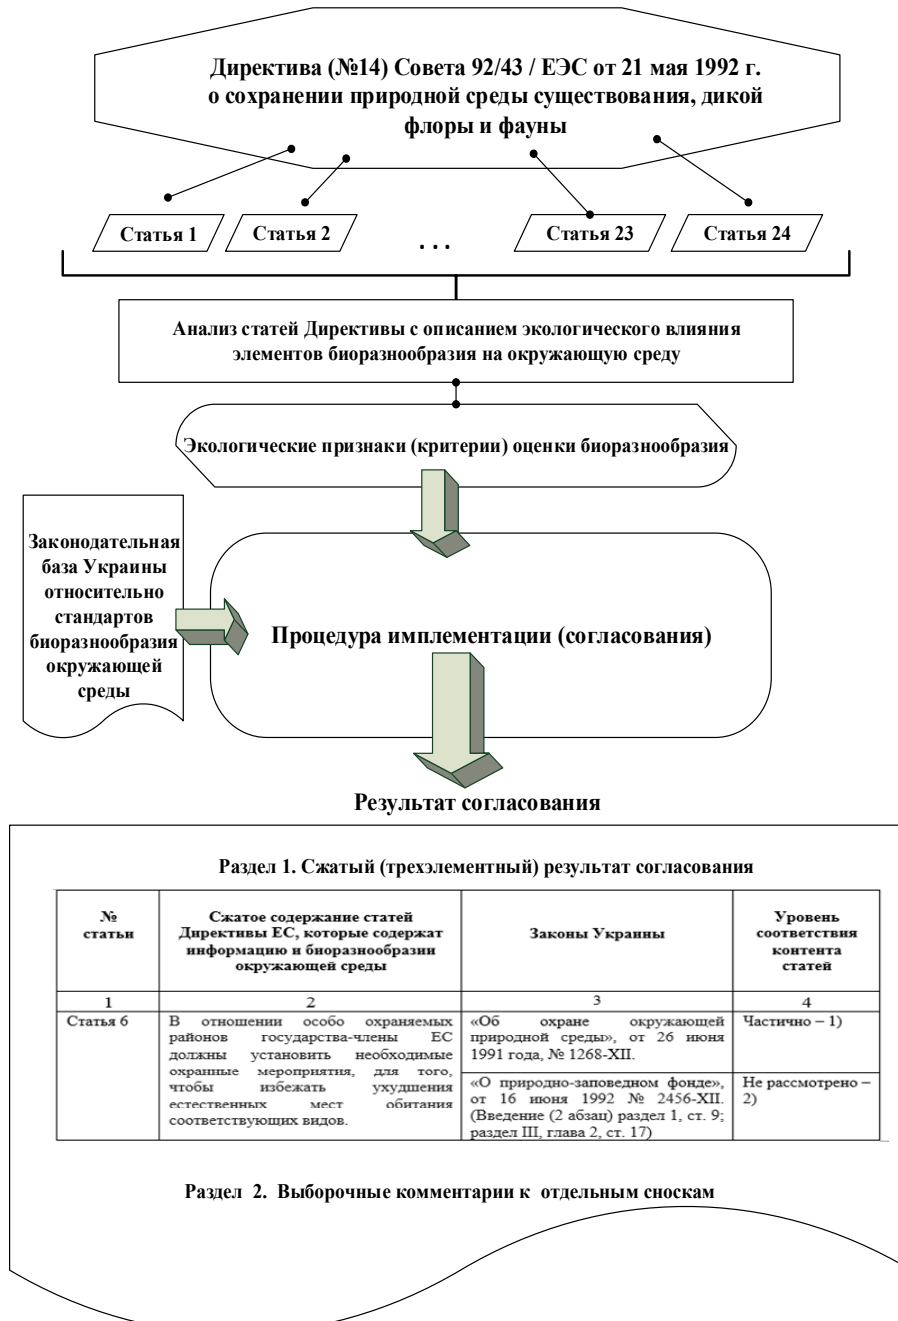 Директива (№14) Совета 92/43 / ЕЭС от 21 мая 1992 г.
о сохранении природной среды существования, дикой
флоры и фауны
Статья 1
Статья 2
. . .
Статья 23
Статья 24
Анализ статей Директивы с описанием экологического влияния
элементов биоразнообразия на окружающую среду
Экологические признаки (критерии) оценки биоразнообразия
Законодательная
база Украины
относительно
стандартов
биоразнообразия
окружающей
среды
Процедура имплементации (согласования)
Результат согласования
Раздел 1. Сжатый (трехэлементный) результат согласования
№
статьи
Сжатое содержание статей
Директивы ЕС, которые содержат
информацию и биоразнообразии
окружающей среды
Законы Украины
Уровень
соответствия
контента
статей
1
2
3
4
Статья 6
В отношении особо охраняемых
районов государства-члены ЕС
должны установить необходимые
охранные мероприятия, для того,
чтобы избежать ухудшения
естественных мест обитания
соответствующих видов.
«Об охране окружающей
природной среды», от 26 июня
1991 года, № 1268-XII.
Частично – 1)
«О природно-заповедном фонде»,
от 16 июня 1992 № 2456-XII.
(Введение (2 абзац) раздел 1, ст. 9;
раздел III, глава 2, ст. 17)
Не рассмотрено –
2)
Раздел 2. Выборочные комментарии к отдельным сноскам